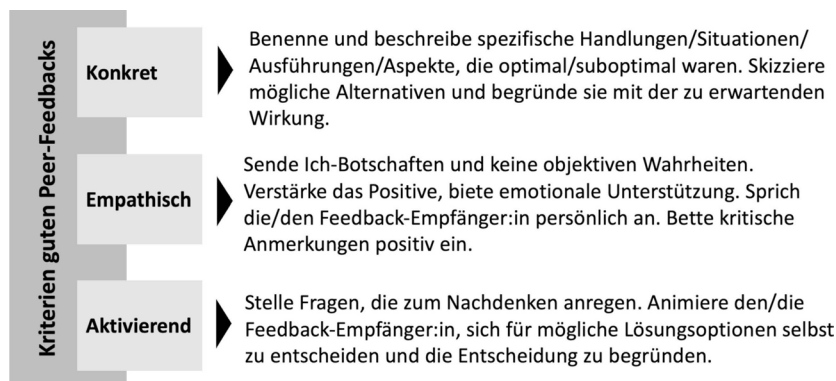 Kriterien guten Peer-Feedbacks
Konkret
Benenne und beschreibe spezifische Handlungen/Situationen/
Ausführungen/Aspekte, die optimal/suboptimal waren. Skizziere
mögliche Alternativen und begründe sie mit der zu erwartenden
Wirkung.
Empathisch
Sende Ich-Botschaften und keine objektiven Wahrheiten.
Verstärke das Positive, biete emotionale Unterstützung. Sprich
die/den Feedback-Empfänger:in persönlich an. Bette kritische
Anmerkungen positiv ein.
Aktivierend
Stelle Fragen, die zum Nachdenken anregen. Animiere den/die
Feedback-Empfänger:in, sich für mögliche Lösungsoptionen selbst
zu entscheiden und die Entscheidung zu begründen.